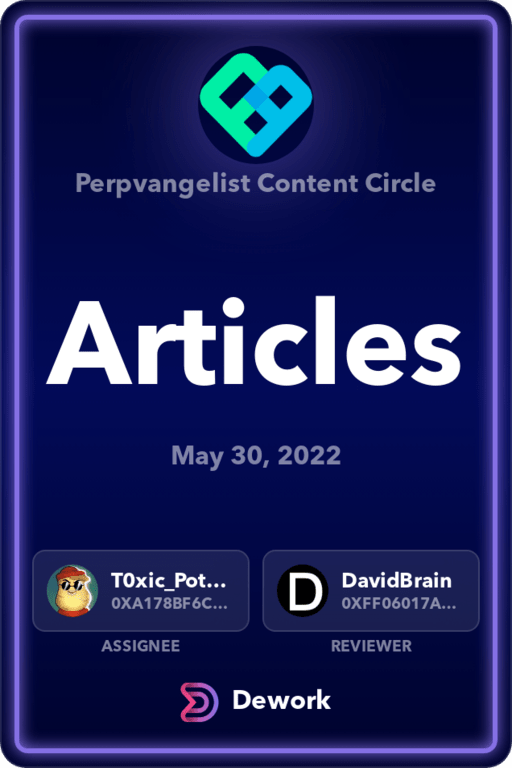 Perpvangelist Content Circle
Articles
May 30, 2022
T0xic_Pot...
0XA178BF6C...
ASSIGNEE
D
DavidBrain
0XFF06017A...
REVIEWER
Dework